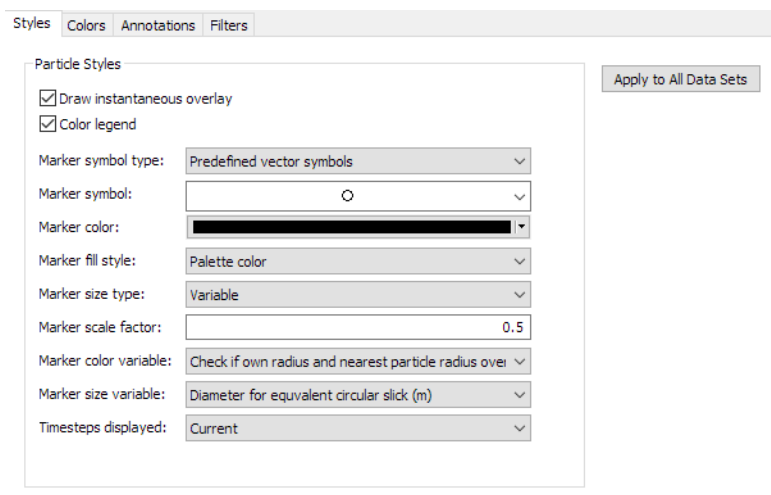 Styles Colors Annotations Filters
Particle Styles
Apply to All Data Sets
Draw instantaneous overlay
Color legend
Marker symbol type: Predefined vector symbols
Marker symbol:
Marker color:
Marker fill style: Palette color
Marker size type: Variable
Marker scale factor: 0.5
Marker color variable: Check if own radius and nearest particle radius over
Marker size variable: Diameter for equvalent circular slick (m)
Timesteps displayed: Current